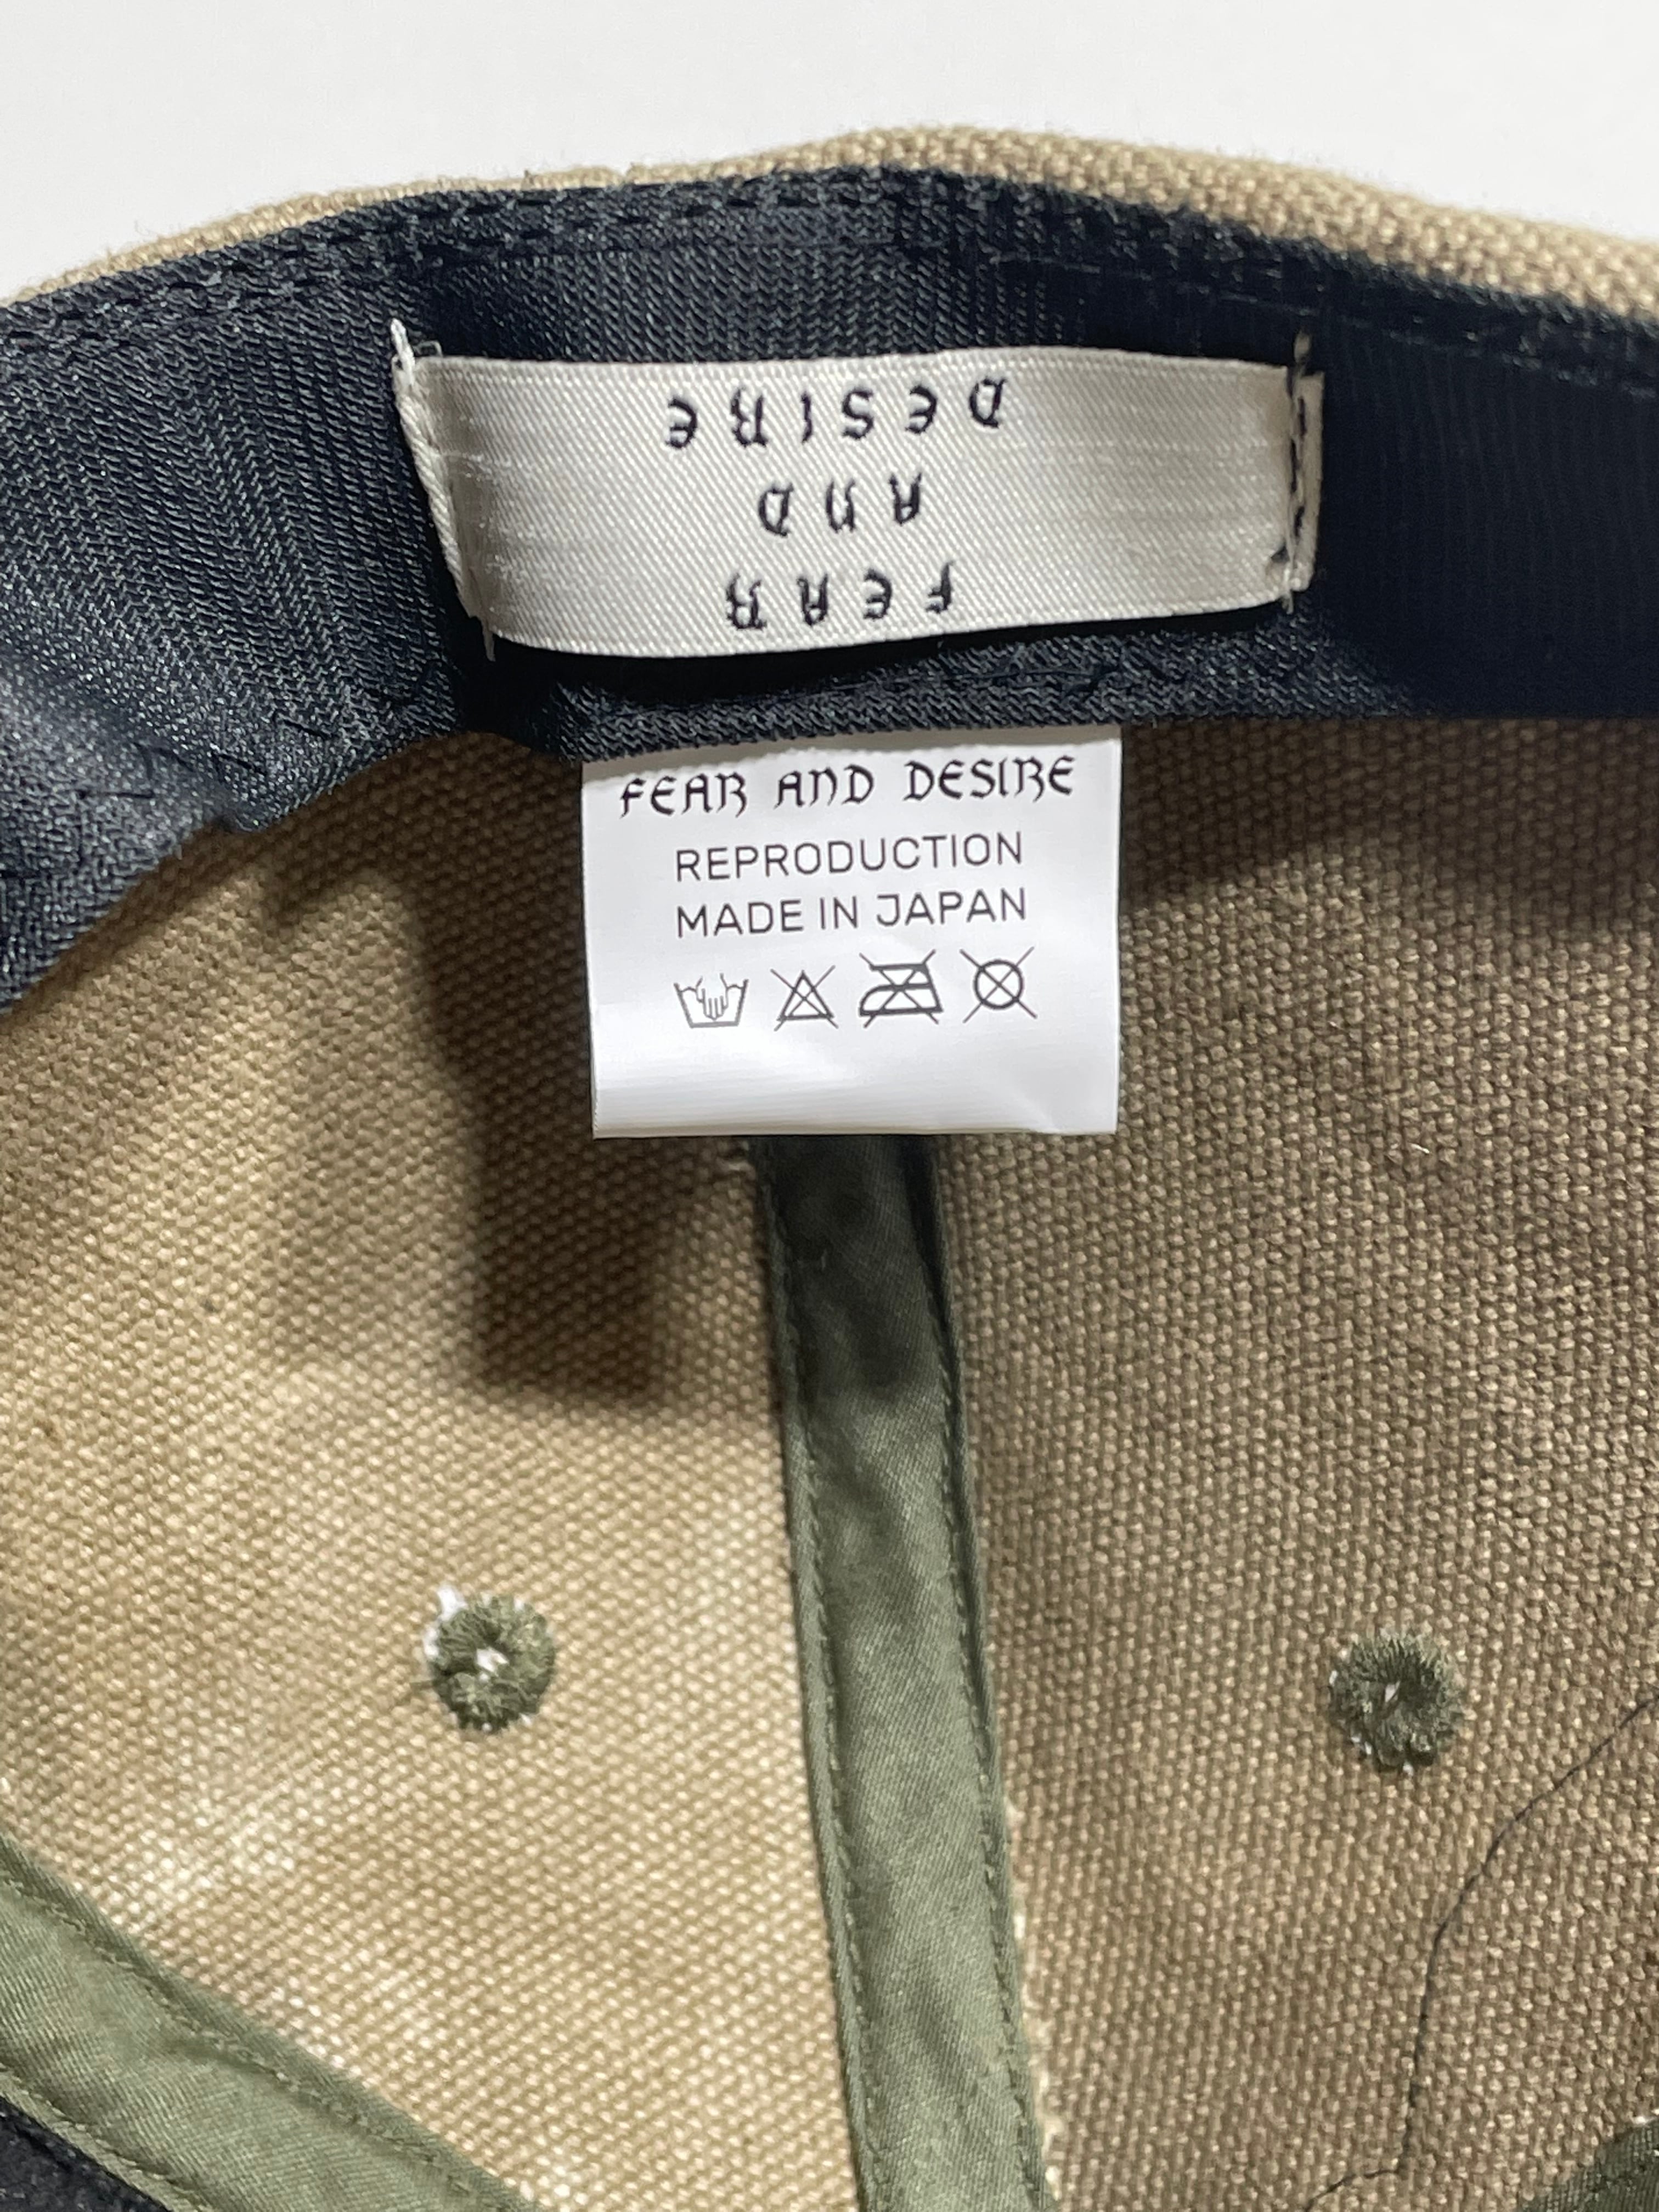 FEAR
AND
DESIRE
FEAR AND DESIRE
REPRODUCTION
MADE IN JAPAN